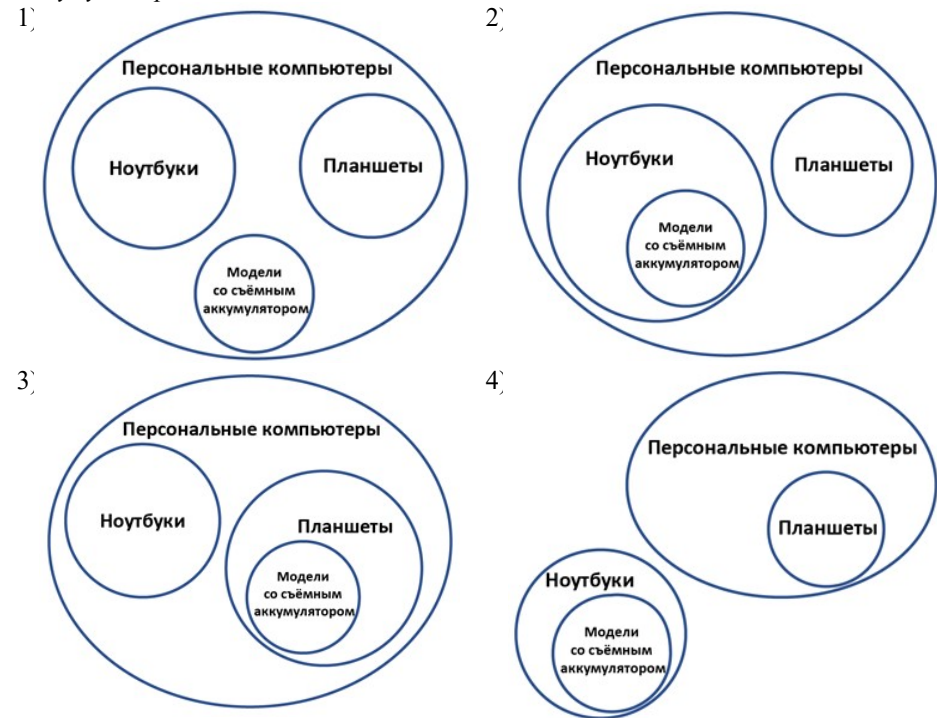 1)
Персональные компьютеры
Ноутбуки
Планшеты
Модели
со съёмным
аккумулятором
2)
Персональные компьютеры
Ноутбуки
Планшеты
Модели
со съёмным
аккумулятором
3)
Персональные компьютеры
Ноутбуки
Планшеты
Модели
со съёмным
аккумулятором
4)
Персональные компьютеры
Планшеты
Ноутбуки
Модели
со съёмным
аккумулятором